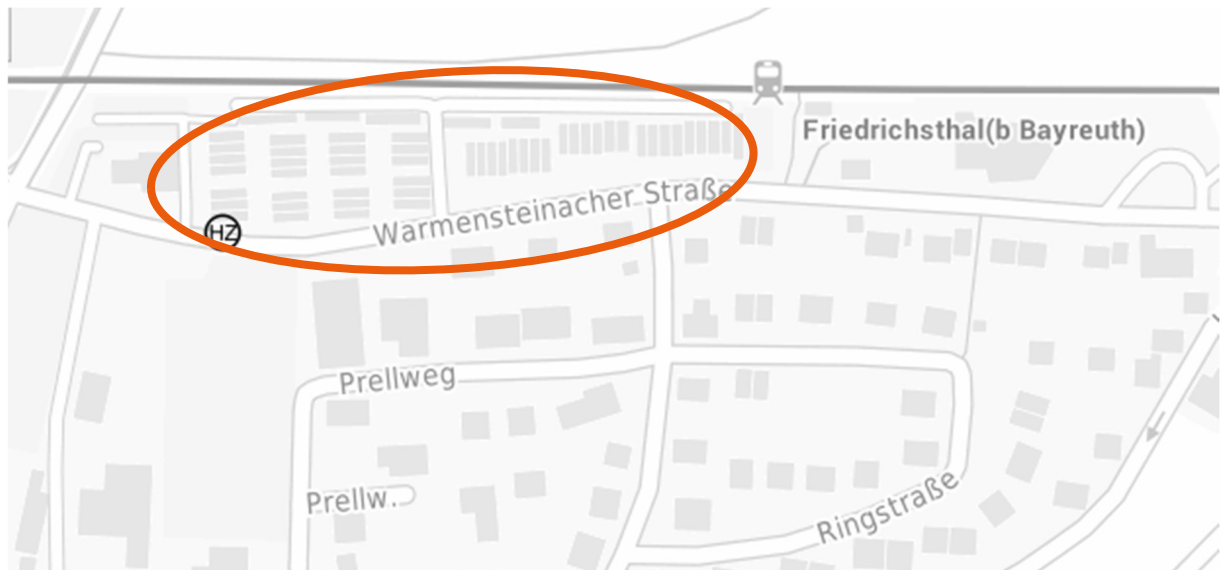 Friedrichsthal(b Bayreuth)
Warmensteinacher Straße
HZ
Prellweg
Prellw.
Ringstraße